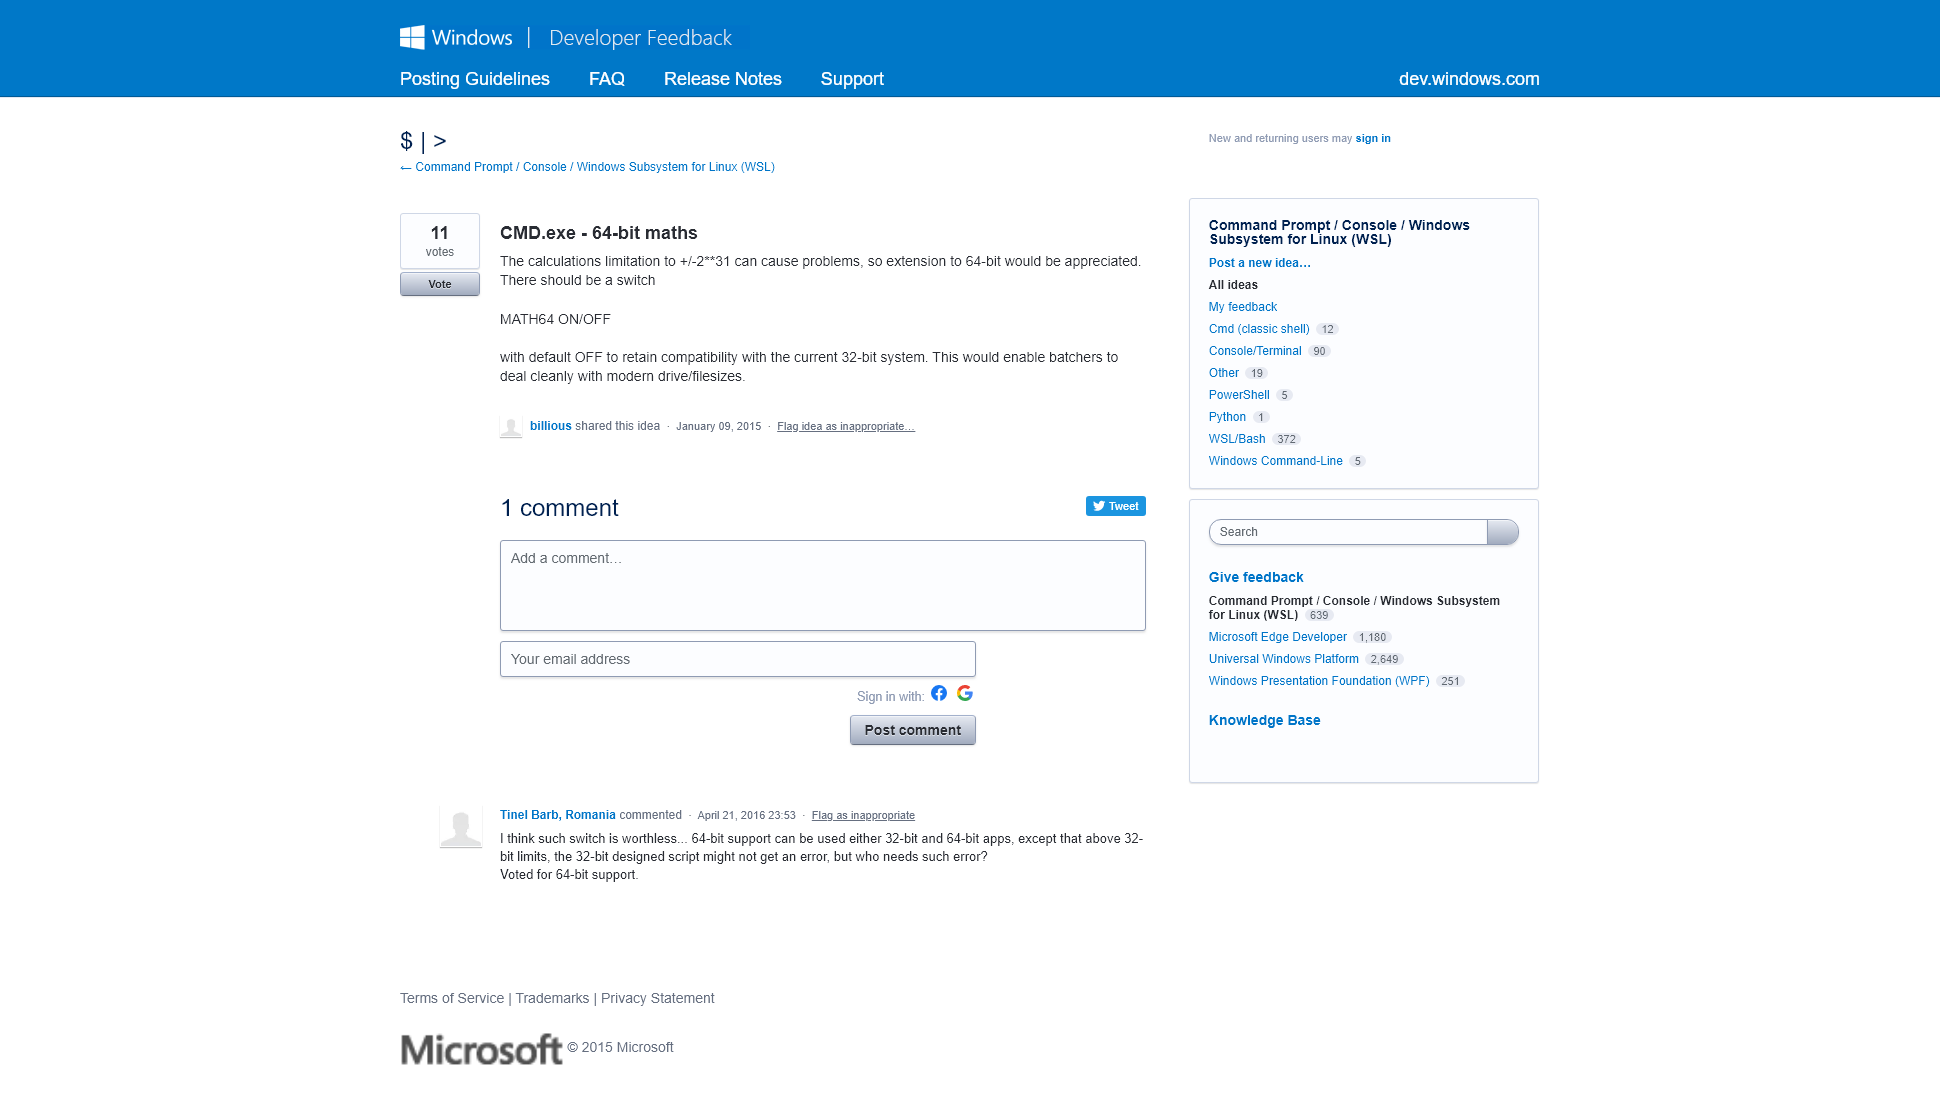 Windows | Developer Feedback
Posting Guidelines FAQ Release Notes Support dev.windows.com
$ | >
← Command Prompt / Console / Windows Subsystem for Linux (WSL)
New and returning users may sign in
11
votes
Vote
CMD.exe - 64-bit maths
The calculations limitation to +/-2**31 can cause problems, so extension to 64-bit would be appreciated.
There should be a switch
MATH64 ON/OFF
with default OFF to retain compatibility with the current 32-bit system. This would enable batchers to
deal cleanly with modern drive/filesizes.
billious shared this idea · January 09, 2015 · Flag idea as inappropriate…
1 comment
Tweet
Add a comment…
Your email address
Sign in with:
Post comment
Tinel Barb, Romania commented · April 21, 2016 23:53 · Flag as inappropriate
I think such switch is worthless... 64-bit support can be used either 32-bit and 64-bit apps, except that above 32-
bit limits, the 32-bit designed script might not get an error, but who needs such error?
Voted for 64-bit support.
Command Prompt / Console / Windows
Subsystem for Linux (WSL)
Post a new idea…
All ideas
My feedback
Cmd (classic shell) 12
Console/Terminal 90
Other 19
PowerShell 5
Python 1
WSL/Bash 372
Windows Command-Line 5
Search
Give feedback
Command Prompt / Console / Windows Subsystem
for Linux (WSL) 639
Microsoft Edge Developer 1,180
Universal Windows Platform 2,649
Windows Presentation Foundation (WPF) 251
Knowledge Base
Terms of Service | Trademarks | Privacy Statement
Microsoft © 2015 Microsoft